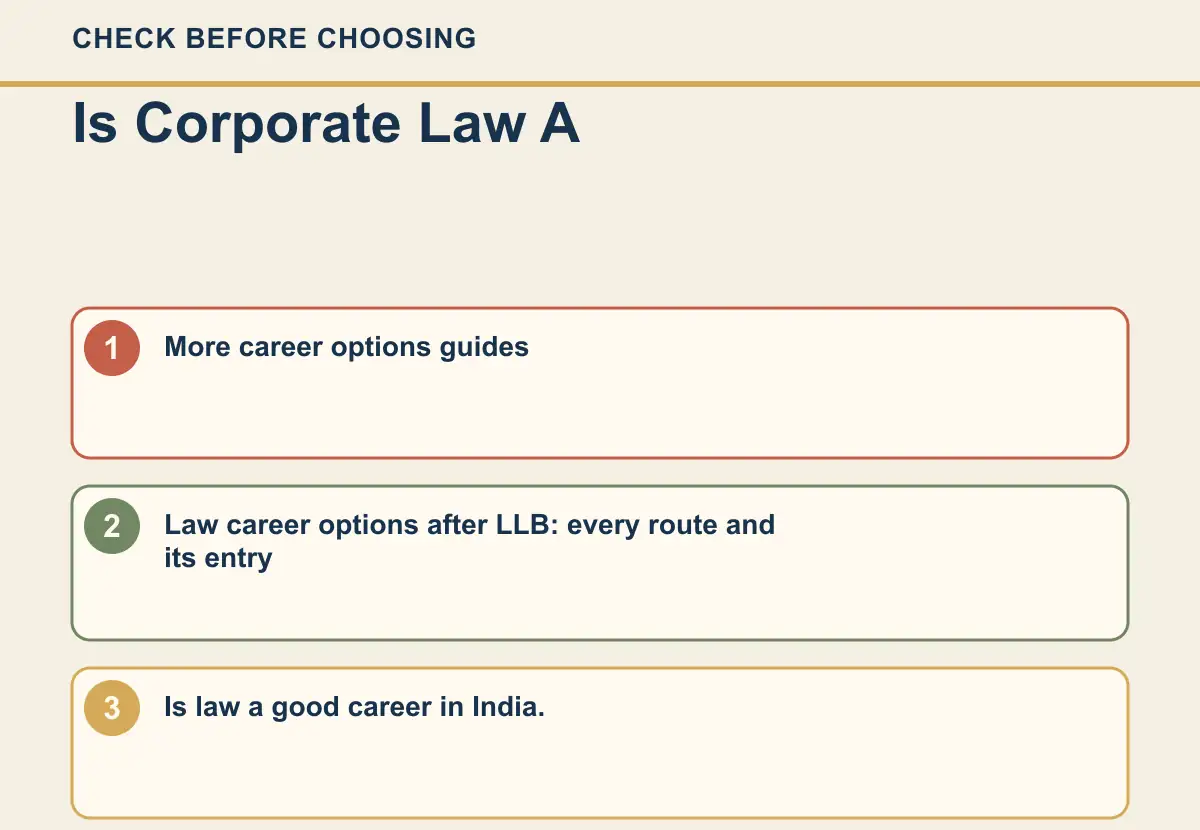 CHECK BEFORE CHOOSING
Is Corporate Law A
1 More career options guides
2 Law career options after LLB: every route and
its entry
3 Is law a good career in India.